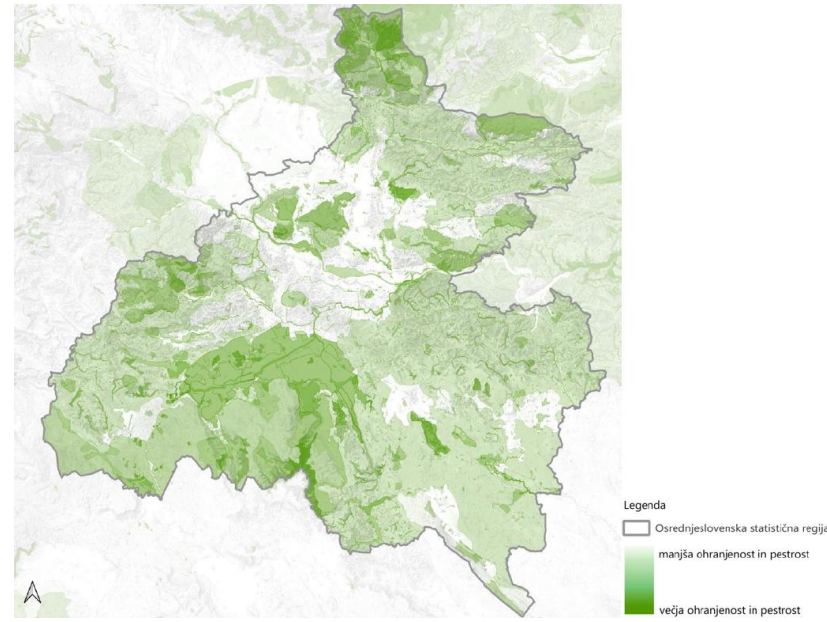 Legenda
Osrednjeslovenska statistična regija
manjša ohranjenost in pestrost
večja ohranjenost in pestrost